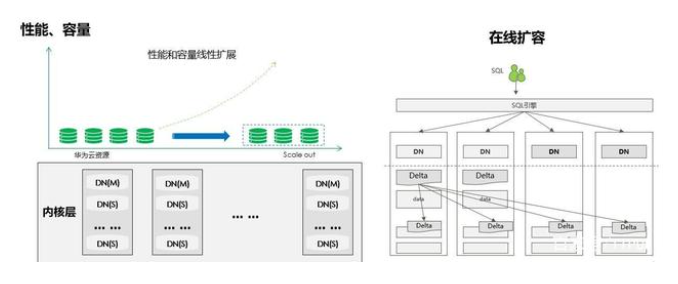 性能、容量
性能和容量线性扩展
华为云资源
Scale out
内核层
DN(M)
DN(S)
... ...
DN(S)
DN(M)
DN(S)
... ...
DN(S)
... ...
DN(M)
DN(S)
... ...
DN(S)
在线扩容
SQL
SQL引擎
DN
DN
DN
DN
Delta
Delta
data
data
Delta
Delta
Delta
Delta